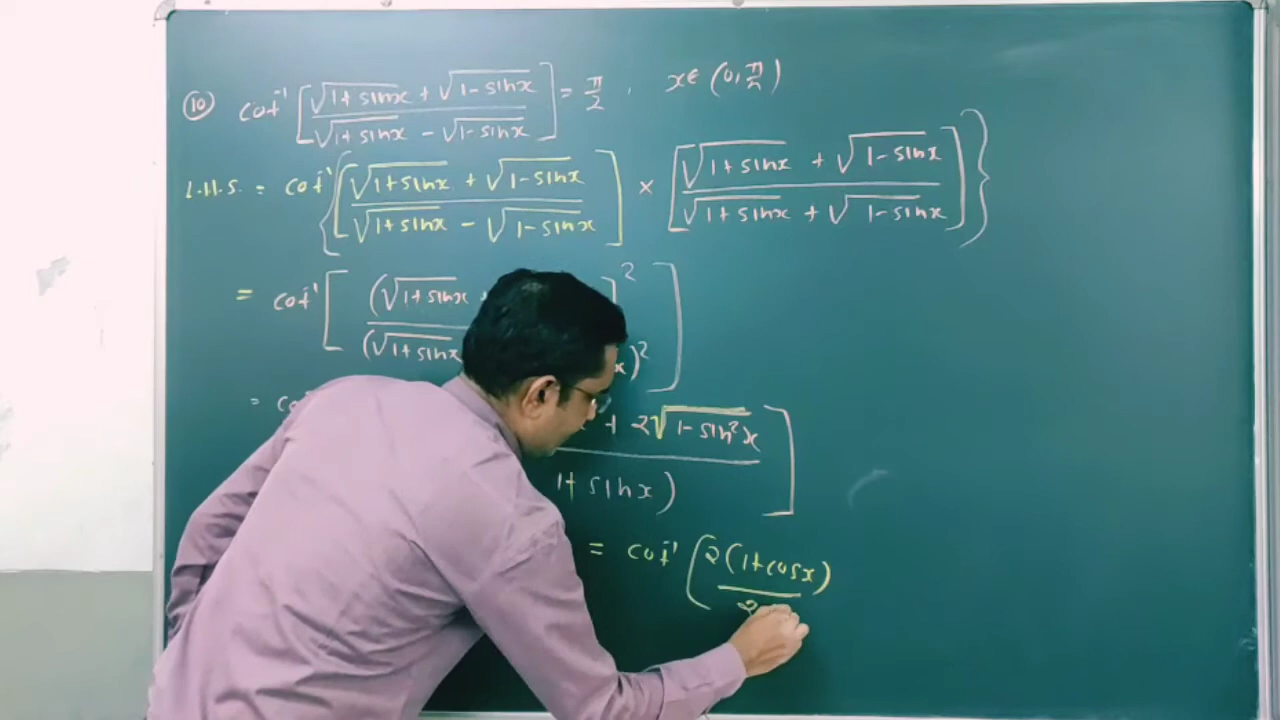 (10) cot⁻¹ [ (√1+sinx + √1-sinx) / (√1+sinx - √1-sinx) ] = π/2 , x∈ (0, π/2)
L.H.S. = cot⁻¹ { [ (√1+sinx + √1-sinx) / (√1+sinx - √1-sinx) ] × [ (√1+sinx + √1-sinx) / (√1+sinx + √1-sinx) ] }
= cot⁻¹ [ (√1+sinx )² / (√1+sinx x)² ]
= + 2√1-sin²x / 1+sinx) ]
= cot⁻¹ ( 2(1+cosx) / 2